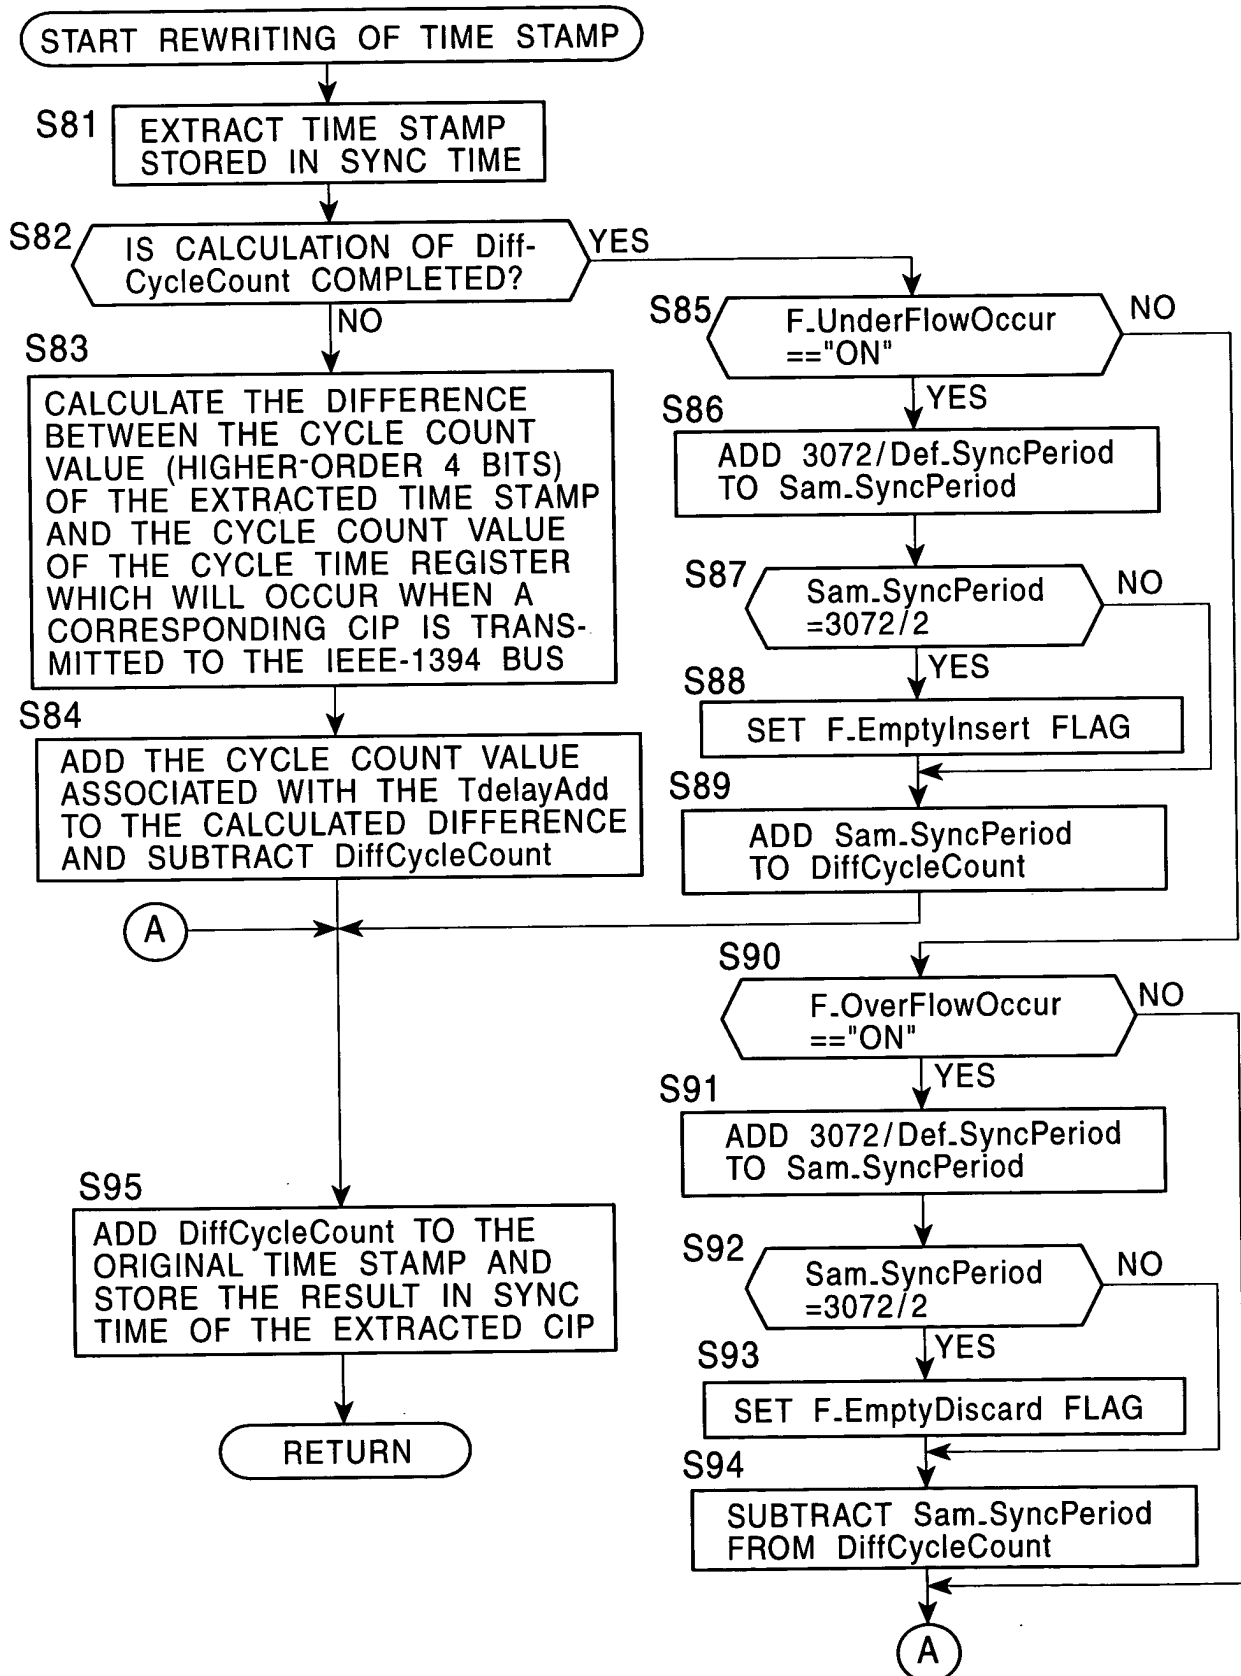 START REWRITING OF TIME STAMP
S81
EXTRACT TIME STAMP
STORED IN SYNC TIME
S82
IS CALCULATION OF Diff-
CycleCount COMPLETED?
YES
NO
S83
CALCULATE THE DIFFERENCE
BETWEEN THE CYCLE COUNT
VALUE (HIGHER-ORDER 4 BITS)
OF THE EXTRACTED TIME STAMP
AND THE CYCLE COUNT VALUE
OF THE CYCLE TIME REGISTER
WHICH WILL OCCUR WHEN A
CORRESPONDING CIP IS TRANS-
MITTED TO THE IEEE-1394 BUS
S84
ADD THE CYCLE COUNT VALUE
ASSOCIATED WITH THE TdelayAdd
TO THE CALCULATED DIFFERENCE
AND SUBTRACT DiffCycleCount
A
S85
F_UnderFlowOccur
=="ON"
NO
YES
S86
ADD 3072/Def_SyncPeriod
TO Sam_SyncPeriod
S87
Sam_SyncPeriod
=3072/2
NO
YES
S88
SET F_EmptyInsert FLAG
S89
ADD Sam_SyncPeriod
TO DiffCycleCount
S90
F_OverFlowOccur
=="ON"
NO
YES
S91
ADD 3072/Def_SyncPeriod
TO Sam_SyncPeriod
S92
Sam_SyncPeriod
=3072/2
NO
YES
S93
SET F_EmptyDiscard FLAG
S94
SUBTRACT Sam_SyncPeriod
FROM DiffCycleCount
A
S95
ADD DiffCycleCount TO THE
ORIGINAL TIME STAMP AND
STORE THE RESULT IN SYNC
TIME OF THE EXTRACTED CIP
RETURN